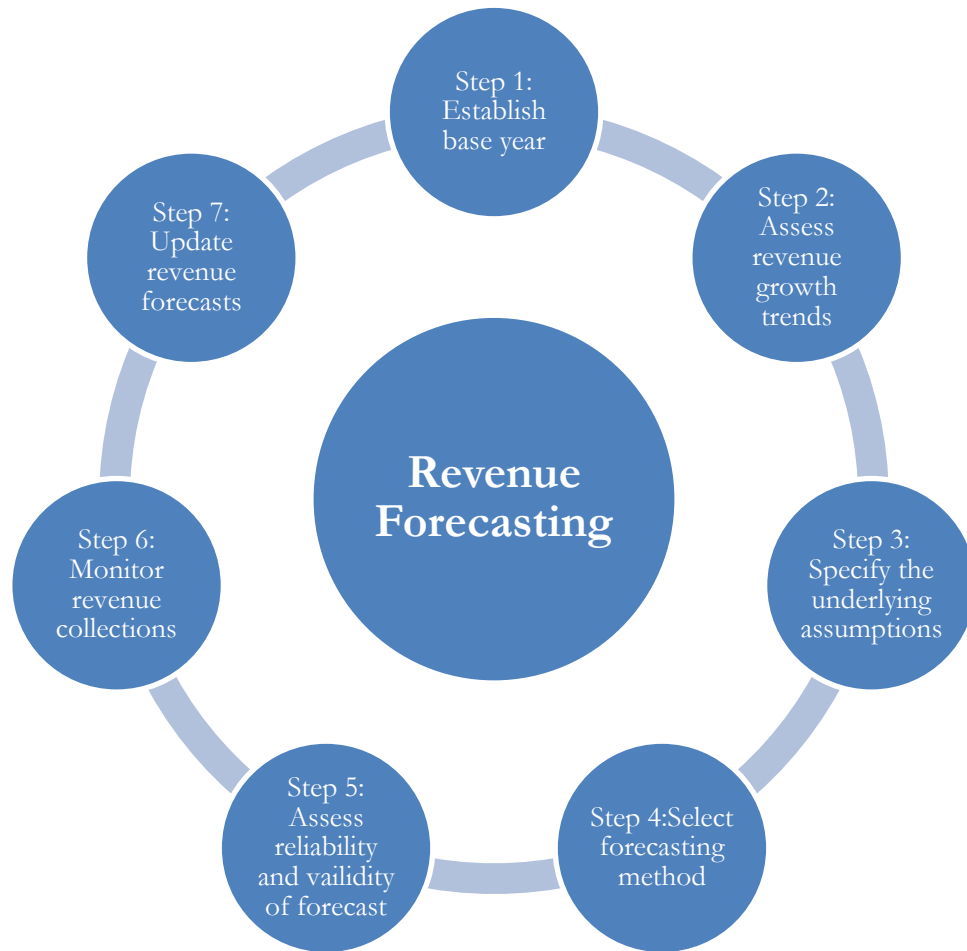 Step 1:
Establish
base year
Step 2:
Assess
revenue
growth
trends
Step 3:
Specify the
underlying
assumptions
Step 4:Select
forecasting
method
Step 5:
Assess
reliability
and vailidity
of forecast
Step 6:
Monitor
revenue
collections
Step 7:
Update
revenue
forecasts
Revenue
Forecasting